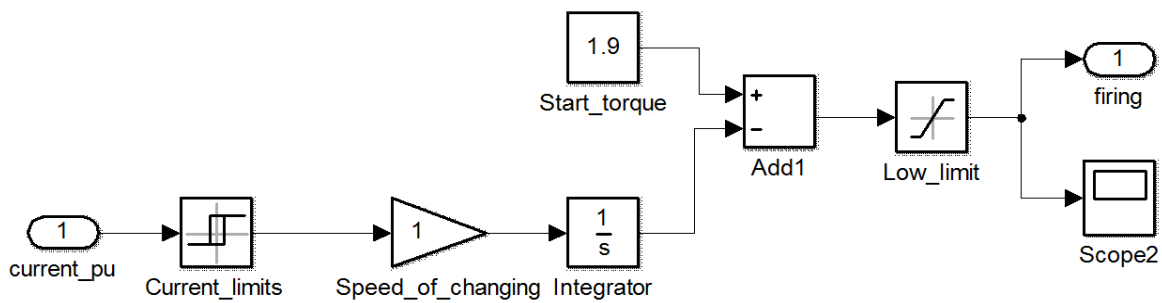 1.9
Start_torque
+
−
Add1
Low_limit
1
firing
Scope2
1
current_pu
Current_limits
1
Speed_of_changing
1
s
Integrator